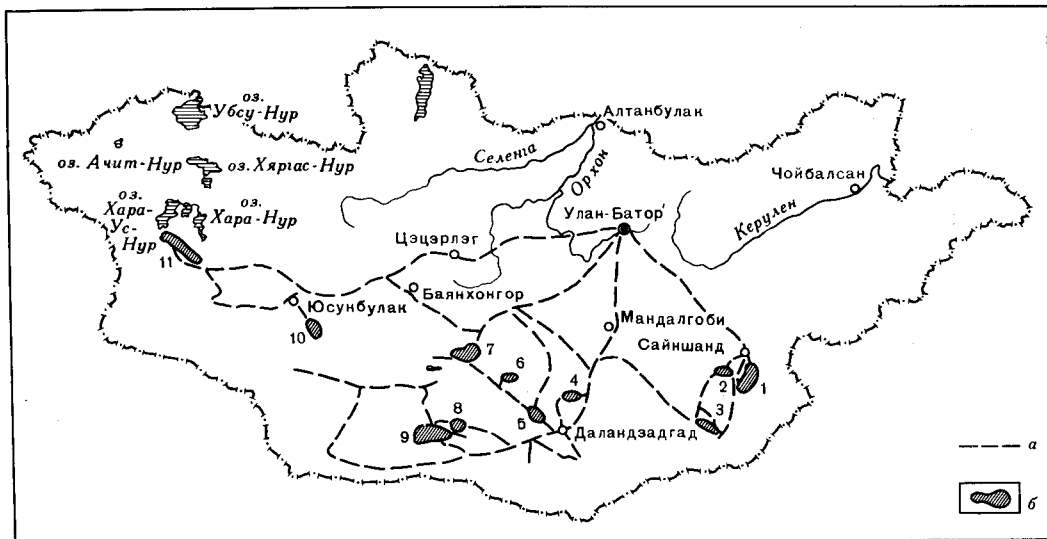 оз.
Убсу-Нур
Алтанбулак
оз. Ачит-Нур
оз. Хяргас-Нур
Селенга
Орхон
Чойбалсан
оз.
Хара-
Ус-
Нур
оз.
Хара-Нур
Улан-Батор
Керулен
Цэцэрлэг
11
Юсунбулак
Баянхонгор
10
Мандалгоби
Сайншанд
7
6
4
2
1
3
5
8
9
Даландзадгад
а
б